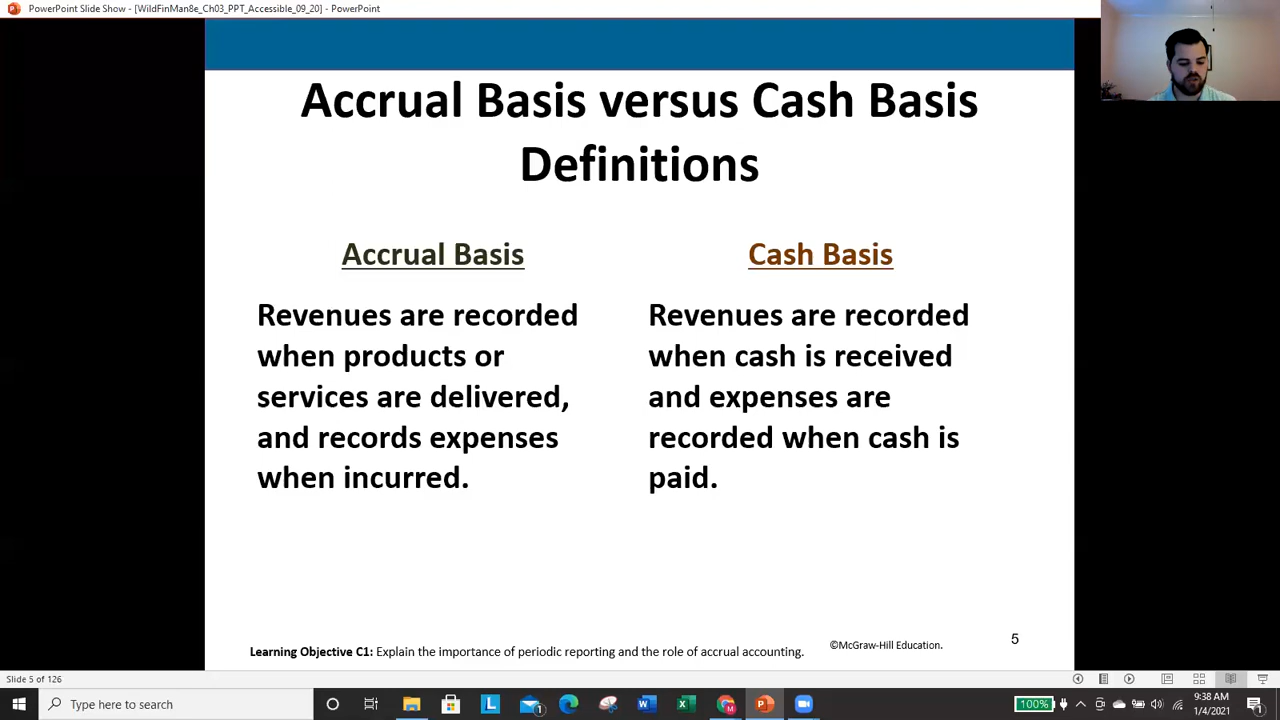 PowerPoint Slide Show - [WildFinMan8e_Ch03_PPT_Accessible_09_20] - PowerPoint
Accrual Basis versus Cash Basis
Definitions
Accrual Basis
Revenues are recorded
when products or
services are delivered,
and records expenses
when incurred.
Cash Basis
Revenues are recorded
when cash is received
and expenses are
recorded when cash is
paid.
Learning Objective C1: Explain the importance of periodic reporting and the role of accrual accounting.
©McGraw-Hill Education.
5
Slide 5 of 126
Type here to search
100%
9:38 AM
1/4/2021